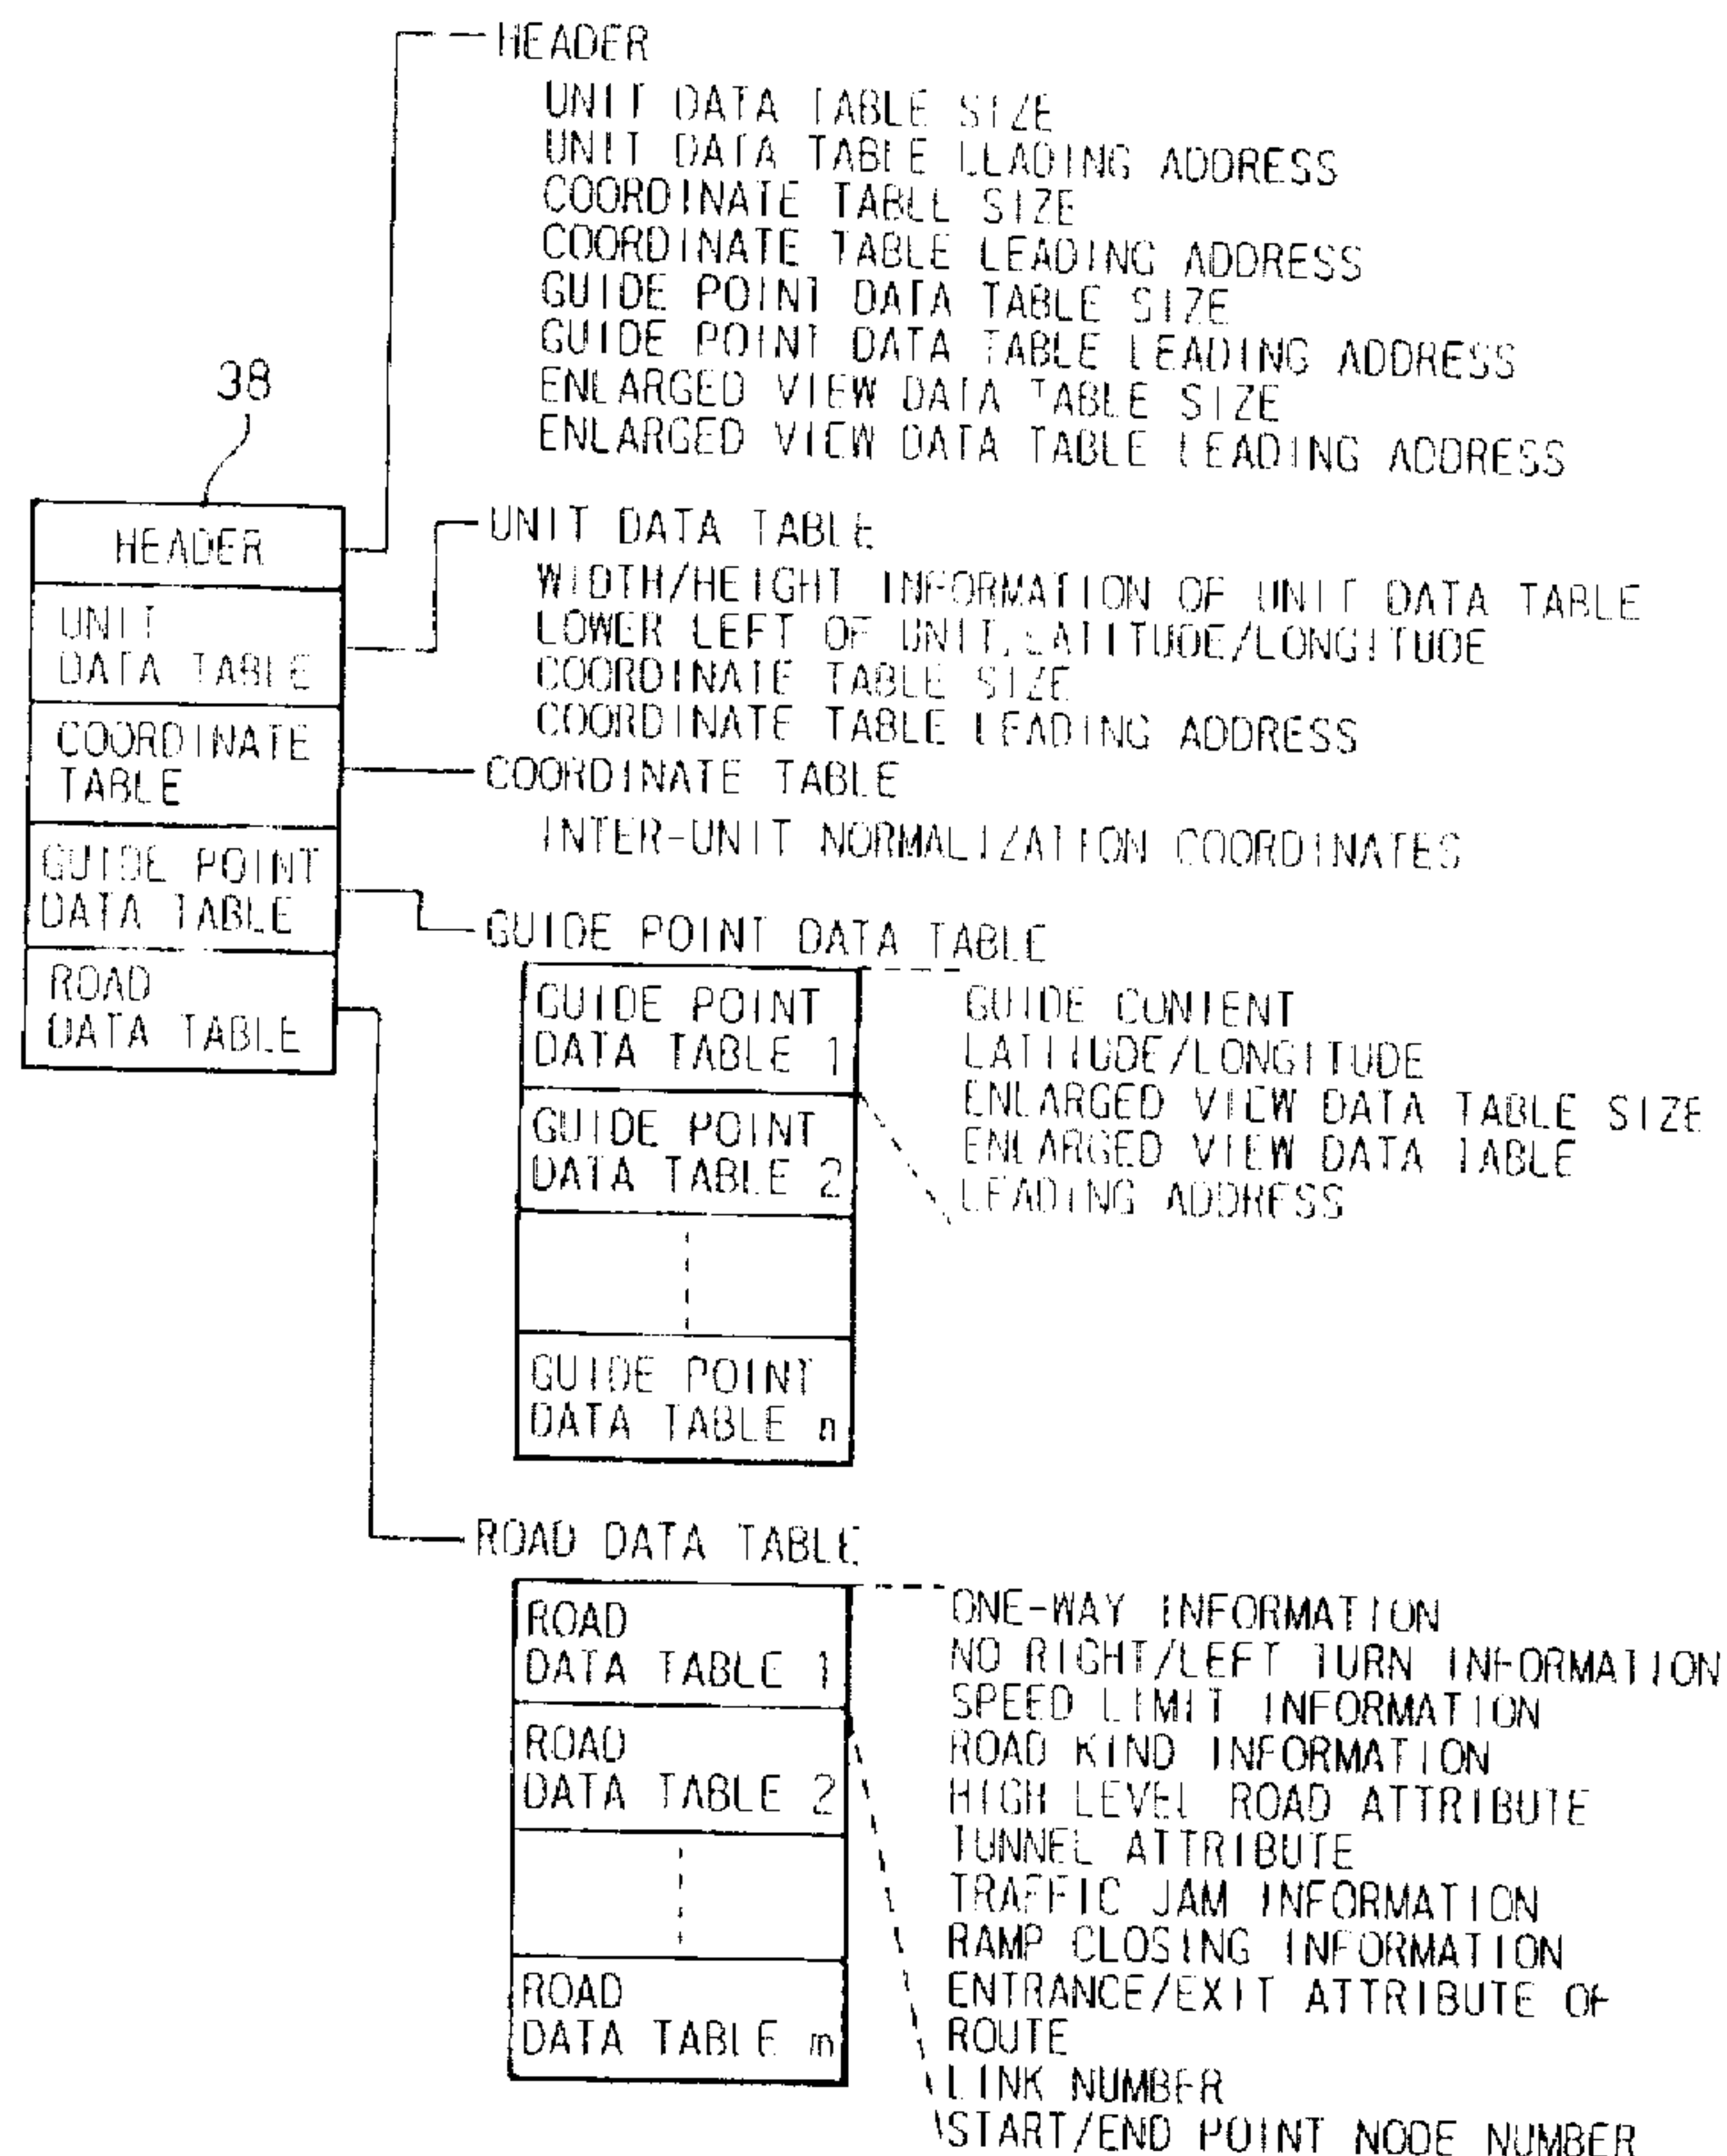 HEADER
UNIT DATA TABLE SIZE
UNIT DATA TABLE LEADING ADDRESS
COORDINATE TABLE SIZE
COORDINATE TABLE LEADING ADDRESS
GUIDE POINT DATA TABLE SIZE
GUIDE POINT DATA TABLE LEADING ADDRESS
ENLARGED VIEW DATA TABLE SIZE
ENLARGED VIEW DATA TABLE LEADING ADDRESS
38
HEADER
UNIT
DATA TABLE
COORDINATE
TABLE
GUIDE POINT
DATA TABLE
ROAD
DATA TABLE
UNIT DATA TABLE
WIDTH/HEIGHT INFORMATION OF UNIT DATA TABLE
LOWER LEFT OF UNIT, LATITUDE/LONGITUDE
COORDINATE TABLE SIZE
COORDINATE TABLE LEADING ADDRESS
COORDINATE TABLE
INTER-UNIT NORMALIZATION COORDINATES
GUIDE POINT DATA TABLE
GUIDE POINT
DATA TABLE 1
GUIDE POINT
DATA TABLE 2
GUIDE POINT
DATA TABLE n
GUIDE CONTENT
LATITUDE/LONGITUDE
ENLARGED VIEW DATA TABLE SIZE
ENLARGED VIEW DATA TABLE
LEADING ADDRESS
ROAD DATA TABLE
ROAD
DATA TABLE 1
ROAD
DATA TABLE 2
ROAD
DATA TABLE m
ONE-WAY INFORMATION
NO RIGHT/LEFT TURN INFORMATION
SPEED LIMIT INFORMATION
ROAD KIND INFORMATION
HIGH LEVEL ROAD ATTRIBUTE
TUNNEL ATTRIBUTE
TRAFFIC JAM INFORMATION
RAMP CLOSING INFORMATION
ENTRANCE/EXIT ATTRIBUTE OF
ROUTE
LINK NUMBER
START/END POINT NODE NUMBER